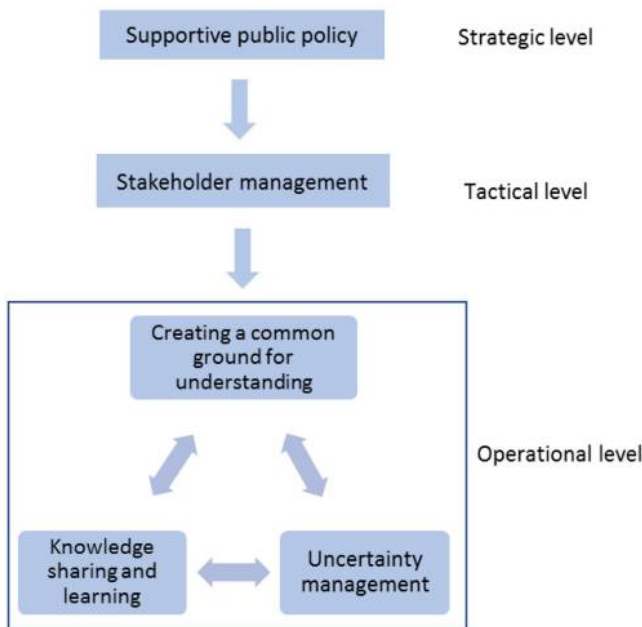 Supportive public policy
Strategic level
Stakeholder management
Tactical level
Creating a common
ground for
understanding
Operational level
Knowledge
sharing and
learning
Uncertainty
management